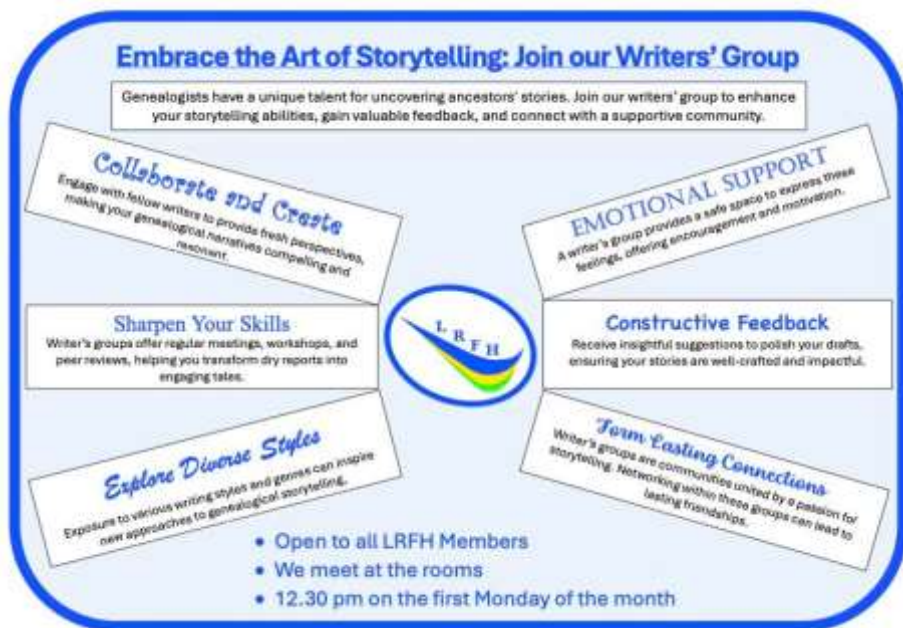 Embrace the Art of Storytelling: Join our Writers' Group
Genealogists have a unique talent for uncovering ancestors' stories. Join our writers' group to enhance
your storytelling abilities, gain valuable feedback, and connect with a supportive community.
Collaborate and Create
Engage with fellow writers to provide fresh perspectives,
making your genealogical narratives compelling and
resonant.
EMOTIONAL SUPPORT
A writer's group provides a safe space to express these
feelings, offering encouragement and motivation.
Sharpen Your Skills
Writer's groups offer regular meetings, workshops, and
peer reviews, helping you transform dry reports into
engaging tales.
L R F H
Constructive Feedback
Receive insightful suggestions to polish your drafts,
ensuring your stories are well-crafted and impactful.
Explore Diverse Styles
Exposure to various writing styles and genres can inspire
new approaches to genealogical storytelling.
Form Lasting Connections
Writer's groups are communities united by a passion for
storytelling. Networking within these groups can lead to
lasting friendships.
• Open to all LRFH Members
• We meet at the rooms
• 12.30 pm on the first Monday of the month